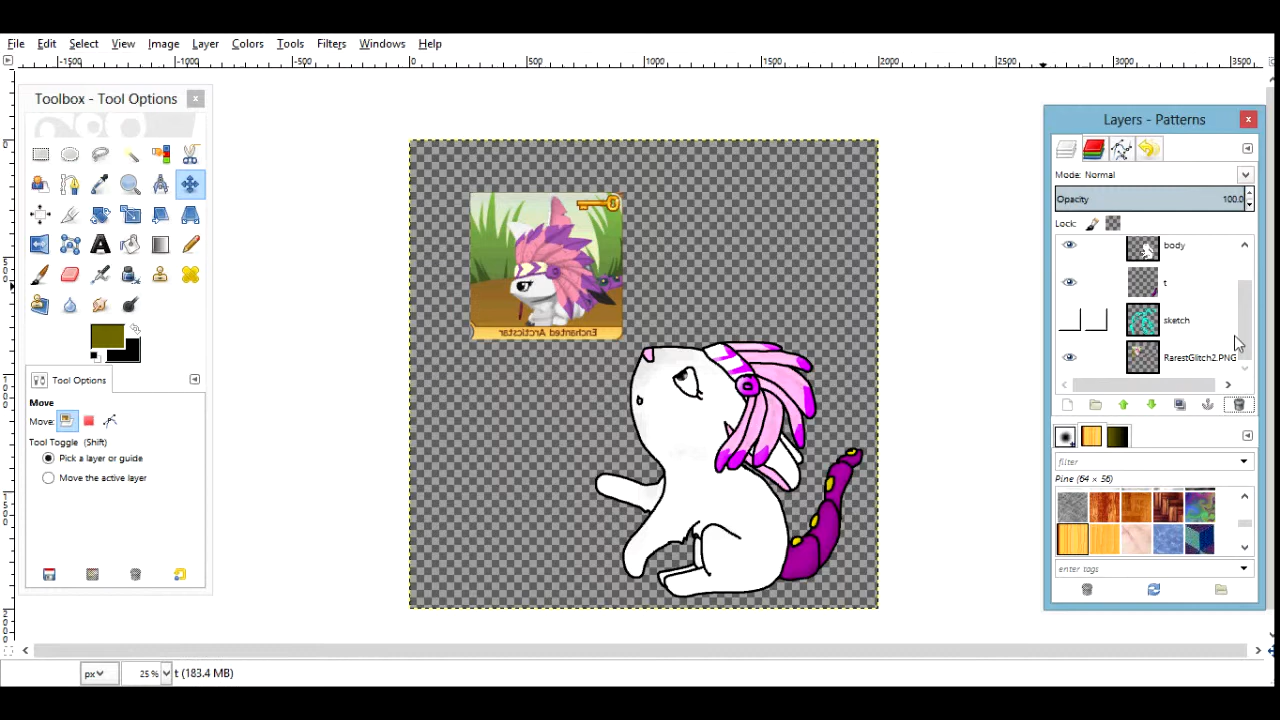 File Edit Select View Image Layer Colors Tools Filters Windows Help
-1500 -1000 -500 0 500 1000 1500 2000 2500 3000 3500
Toolbox - Tool Options
Tool Options
Move
Move:
Tool Toggle (Shift)
Pick a layer or guide
Move the active layer
Enchanted Arcticstar
Layers - Patterns
Mode: Normal
Opacity 100.0
Lock:
body
t
sketch
RarestGlitch2.PNG
filter
Pine (64 × 56)
enter tags
px 25 % t (183.4 MB)